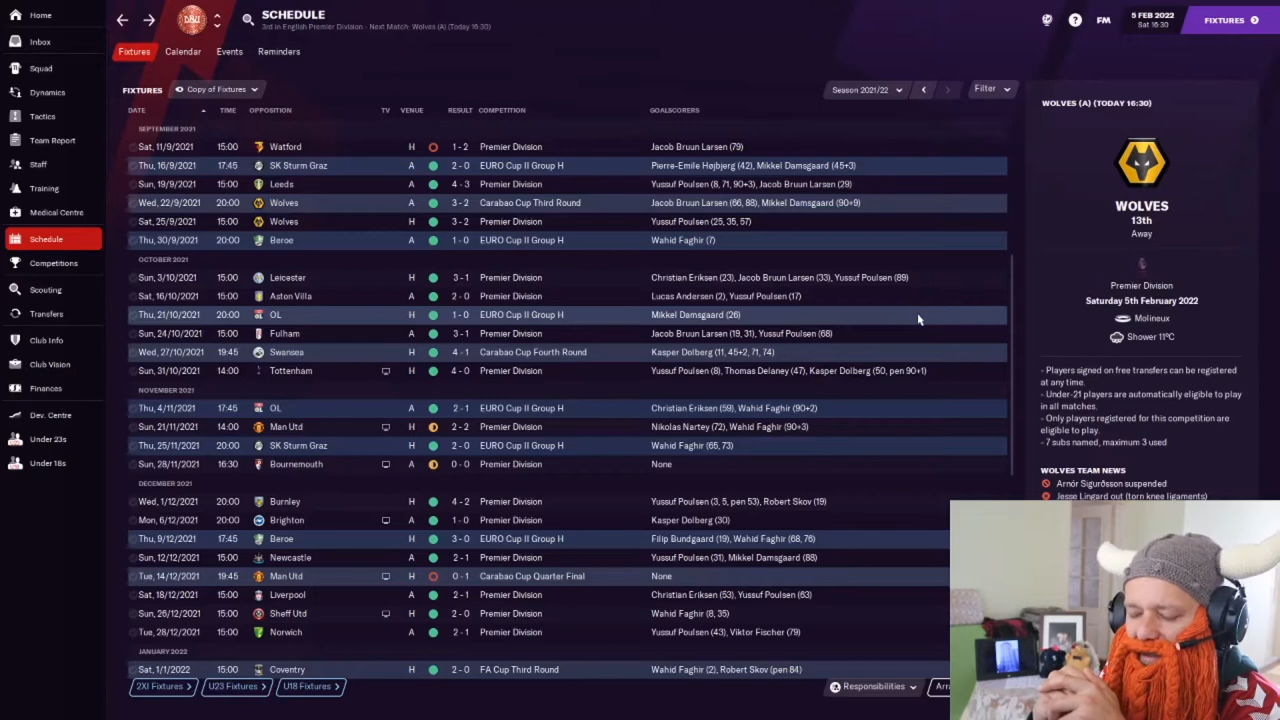 Home
Inbox
Squad
Dynamics
Tactics
Team Report
Staff
Training
Medical Centre
Schedule
Competitions
Scouting
Transfers
Club Info
Club Vision
Finances
Dev. Centre
Under 23s
Under 18s
DBU
SCHEDULE
3rd in English Premier Division - Next Match: Wolves (A) (Today 16:30)
? FM
5 FEB 2022
Sat 16:30
FIXTURES
Fixtures Calendar Events Reminders
FIXTURES Copy of Fixtures Season 2021/22 Filter
DATE TIME OPPOSITION TV VENUE RESULT COMPETITION GOALSCORERS
SEPTEMBER 2021
Sat, 11/9/2021 15:00 Watford H 1 - 2 Premier Division Jacob Bruun Larsen (79)
Thu, 16/9/2021 17:45 SK Sturm Graz A 2 - 0 EURO Cup II Group H Pierre-Emile Højbjerg (42), Mikkel Damsgaard (45+3)
Sun, 19/9/2021 15:00 Leeds A 4 - 3 Premier Division Yussuf Poulsen (8, 71, 90+3), Jacob Bruun Larsen (29)
Wed, 22/9/2021 20:00 Wolves A 3 - 2 Carabao Cup Third Round Jacob Bruun Larsen (66, 88), Mikkel Damsgaard (90+9)
Sat, 25/9/2021 15:00 Wolves H 3 - 2 Premier Division Yussuf Poulsen (25, 35, 57)
Thu, 30/9/2021 20:00 Beroe A 1 - 0 EURO Cup II Group H Wahid Faghir (7)
OCTOBER 2021
Sun, 3/10/2021 15:00 Leicester H 3 - 1 Premier Division Christian Eriksen (23), Jacob Bruun Larsen (33), Yussuf Poulsen (89)
Sat, 16/10/2021 15:00 Aston Villa A 2 - 0 Premier Division Lucas Andersen (2), Yussuf Poulsen (17)
Thu, 21/10/2021 20:00 OL H 1 - 0 EURO Cup II Group H Mikkel Damsgaard (26)
Sun, 24/10/2021 15:00 Fulham A 3 - 1 Premier Division Jacob Bruun Larsen (19, 31), Yussuf Poulsen (68)
Wed, 27/10/2021 19:45 Swansea H 4 - 1 Carabao Cup Fourth Round Kasper Dolberg (11, 45+2, 71, 74)
Sun, 31/10/2021 14:00 Tottenham H 4 - 0 Premier Division Yussuf Poulsen (8), Thomas Delaney (47), Kasper Dolberg (50, pen 90+1)
NOVEMBER 2021
Thu, 4/11/2021 17:45 OL A 2 - 1 EURO Cup II Group H Christian Eriksen (59), Wahid Faghir (90+2)
Sun, 21/11/2021 14:00 Man Utd H 2 - 2 Premier Division Nikolas Nartey (72), Wahid Faghir (90+3)
Thu, 25/11/2021 20:00 SK Sturm Graz H 2 - 0 EURO Cup II Group H Wahid Faghir (65, 73)
Sun, 28/11/2021 16:30 Bournemouth A 0 - 0 Premier Division None
DECEMBER 2021
Wed, 1/12/2021 20:00 Burnley H 4 - 2 Premier Division Yussuf Poulsen (3, 5, pen 53), Robert Skov (19)
Mon, 6/12/2021 20:00 Brighton A 1 - 0 Premier Division Kasper Dolberg (30)
Thu, 9/12/2021 17:45 Beroe H 3 - 0 EURO Cup II Group H Filip Bundgaard (19), Wahid Faghir (68, 76)
Sun, 12/12/2021 15:00 Newcastle A 2 - 1 Premier Division Yussuf Poulsen (31), Mikkel Damsgaard (88)
Tue, 14/12/2021 19:45 Man Utd H 0 - 1 Carabao Cup Quarter Final None
Sat, 18/12/2021 15:00 Liverpool A 2 - 1 Premier Division Christian Eriksen (53), Yussuf Poulsen (63)
Sun, 26/12/2021 15:00 Sheff Utd H 2 - 0 Premier Division Wahid Faghir (8, 35)
Tue, 28/12/2021 15:00 Norwich A 2 - 1 Premier Division Yussuf Poulsen (43), Viktor Fischer (79)
JANUARY 2022
Sat, 1/1/2022 15:00 Coventry H 2 - 0 FA Cup Third Round Wahid Faghir (2), Robert Skov (pen 84)
2XI Fixtures U23 Fixtures U18 Fixtures Responsibilities
WOLVES (A) (TODAY 16:30)
WOLVES
13th
Away
Premier Division
Saturday 5th February 2022
Molineux
Shower 11°C
- Players signed on free transfers can be registered
at any time.
- Under-21 players are automatically eligible to play
in all matches.
- Only players registered for this competition are
eligible to play.
- 7 subs named, maximum 3 used
WOLVES TEAM NEWS
Arnór Sigurðsson suspended
Jesse Lingard out (torn knee ligaments)